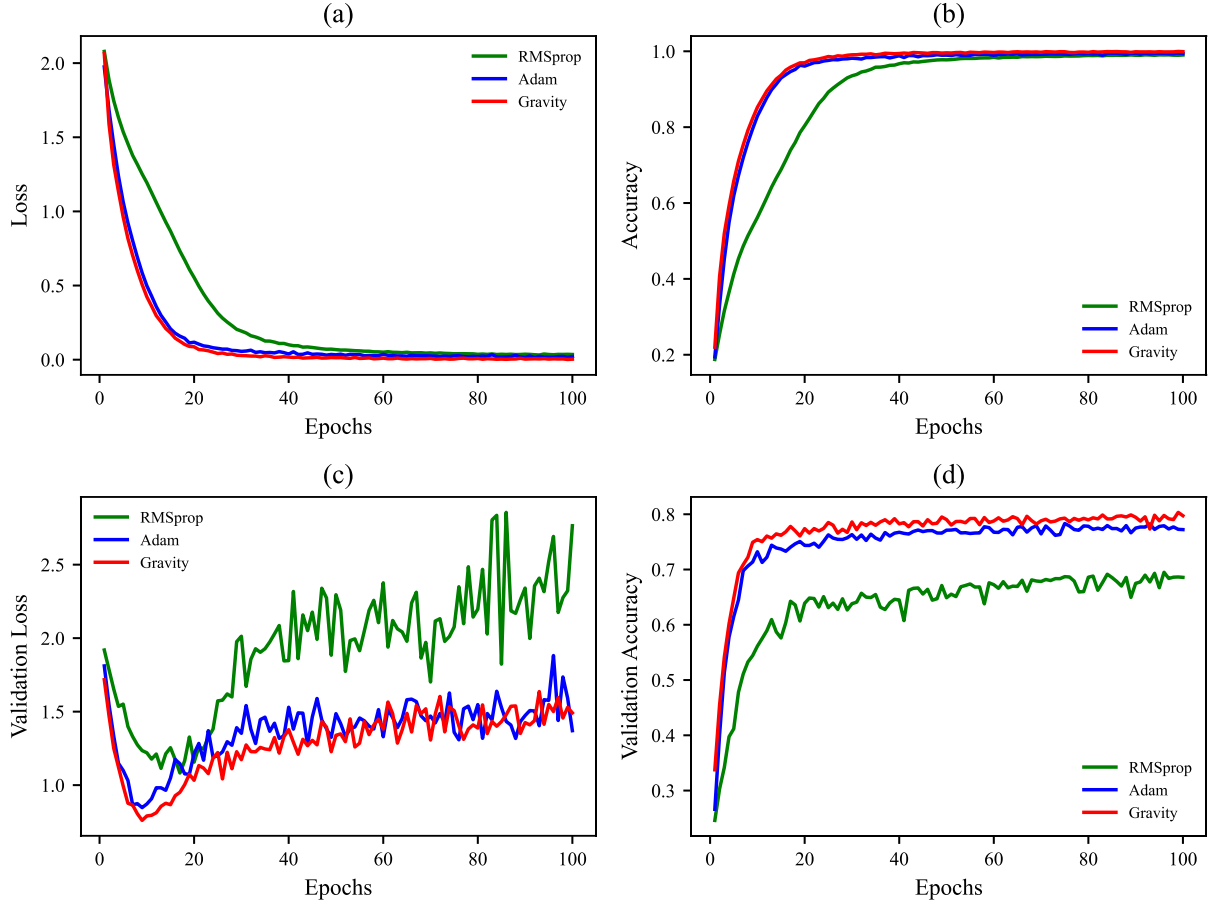 (a)
2.0
1.5
1.0
0.5
0.0
Loss
RMSprop
Adam
Gravity
0 20 40 60 80 100
Epochs
(b)
1.0
0.8
0.6
0.4
0.2
Accuracy
RMSprop
Adam
Gravity
0 20 40 60 80 100
Epochs
(c)
2.5
2.0
1.5
1.0
Validation Loss
RMSprop
Adam
Gravity
0 20 40 60 80 100
Epochs
(d)
0.8
0.7
0.6
0.5
0.4
0.3
Validation Accuracy
RMSprop
Adam
Gravity
0 20 40 60 80 100
Epochs